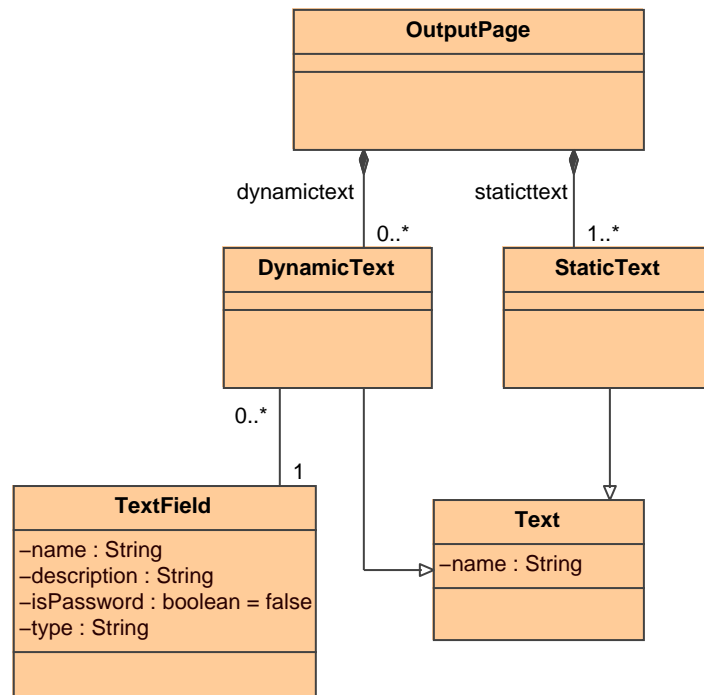 OutputPage
dynamictext
staticttext
0..*
1..*
DynamicText
StaticText
0..*
1
TextField
–name : String
–description : String
–isPassword : boolean = false
–type : String
Text
–name : String